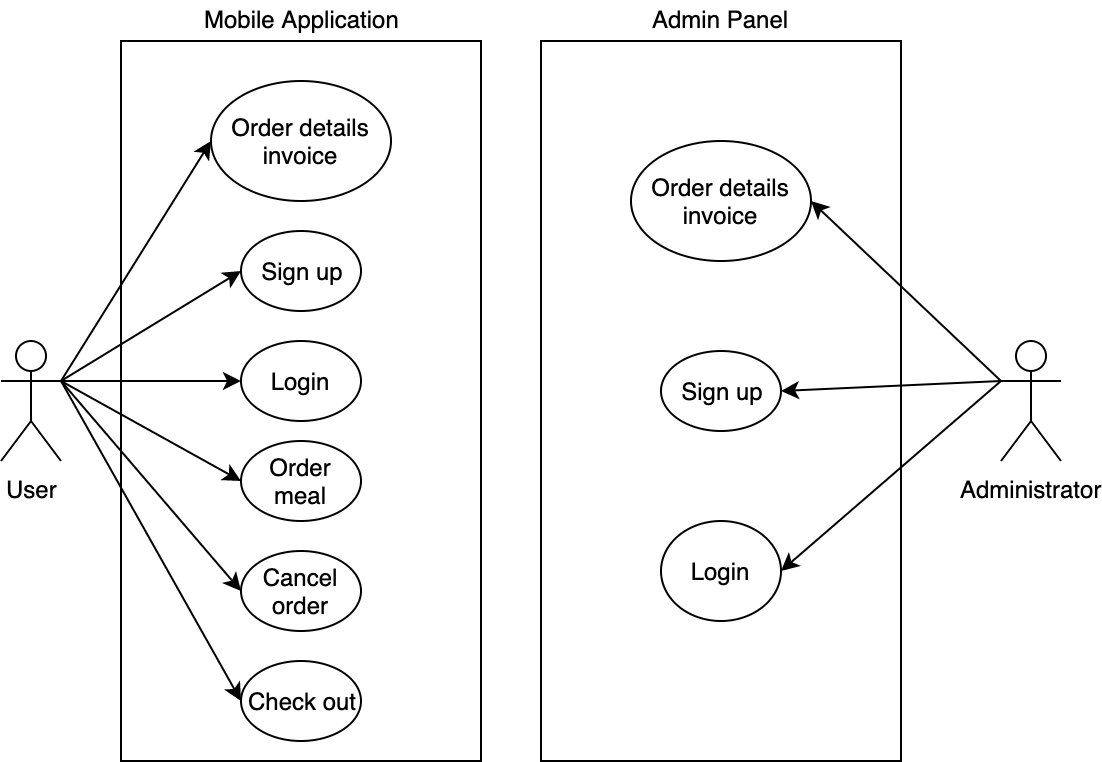 Mobile Application
Order details
invoice
Sign up
Login
Order
meal
Cancel
order
Check out
User
Admin Panel
Order details
invoice
Sign up
Login
Administrator